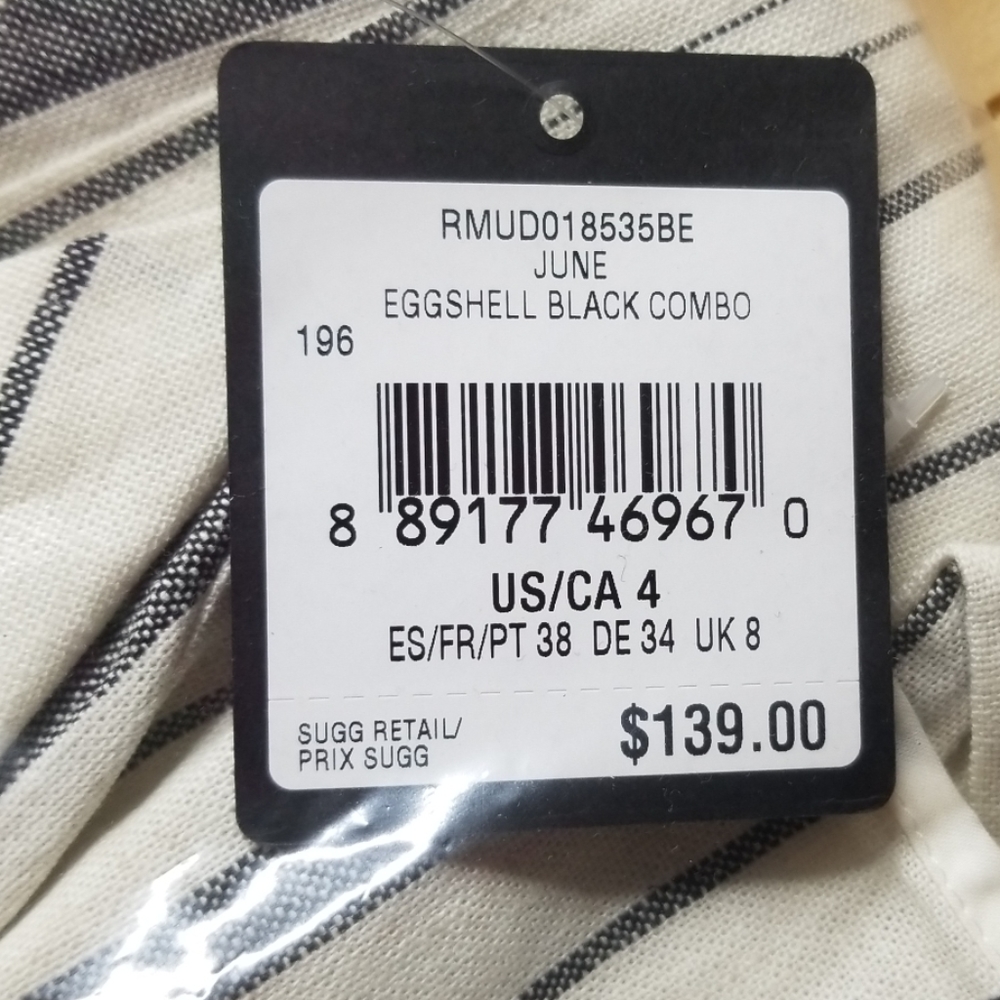 RMUD018535BE
JUNE
EGGSHELL BLACK COMBO
196
8 89177 46967 0
US/CA 4
ES/FR/PT 38 DE 34 UK 8
SUGG RETAIL/
PRIX SUGG
$139.00